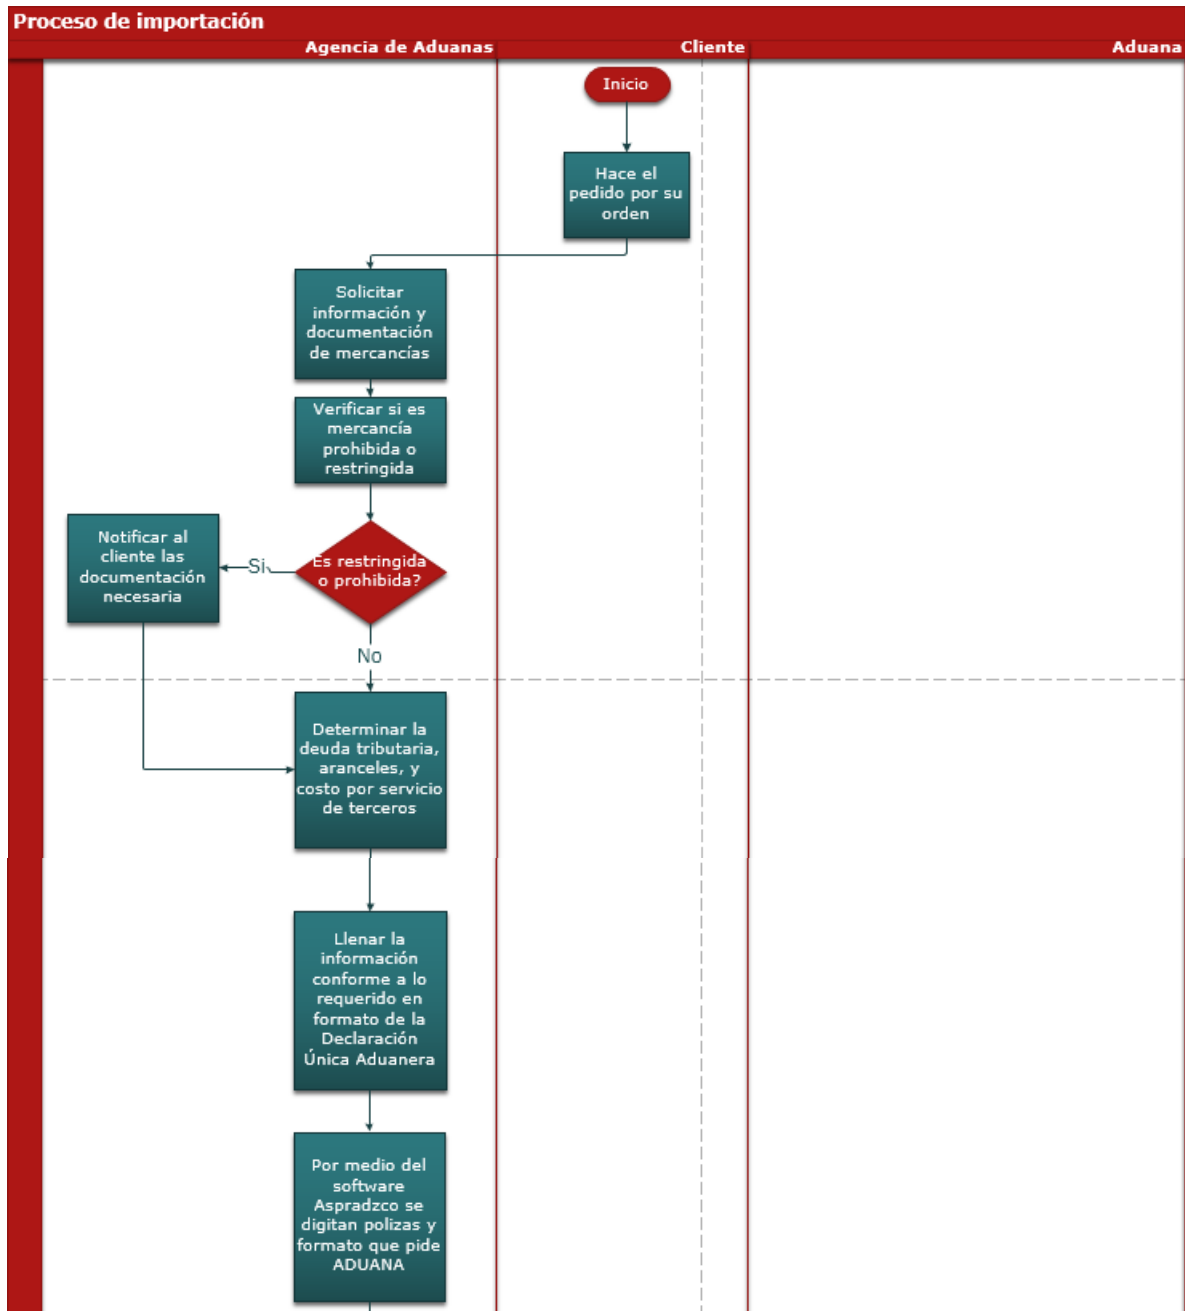 Proceso de importación
Agencia de Aduanas
Cliente
Aduana
Inicio
Hace el
pedido por su
orden
Solicitar
información y
documentación
de mercancías
Verificar si es
mercancía
prohibida o
restringida
Es restringida
o prohibida?
Si
Notificar al
cliente las
documentación
necesaria
No
Determinar la
deuda tributaria,
aranceles, y
costo por servicio
de terceros
Llenar la
información
conforme a lo
requerido en
formato de la
Declaración
Única Aduanera
Por medio del
software
Aspradzco se
digitan polizas y
formato que pide
ADUANA